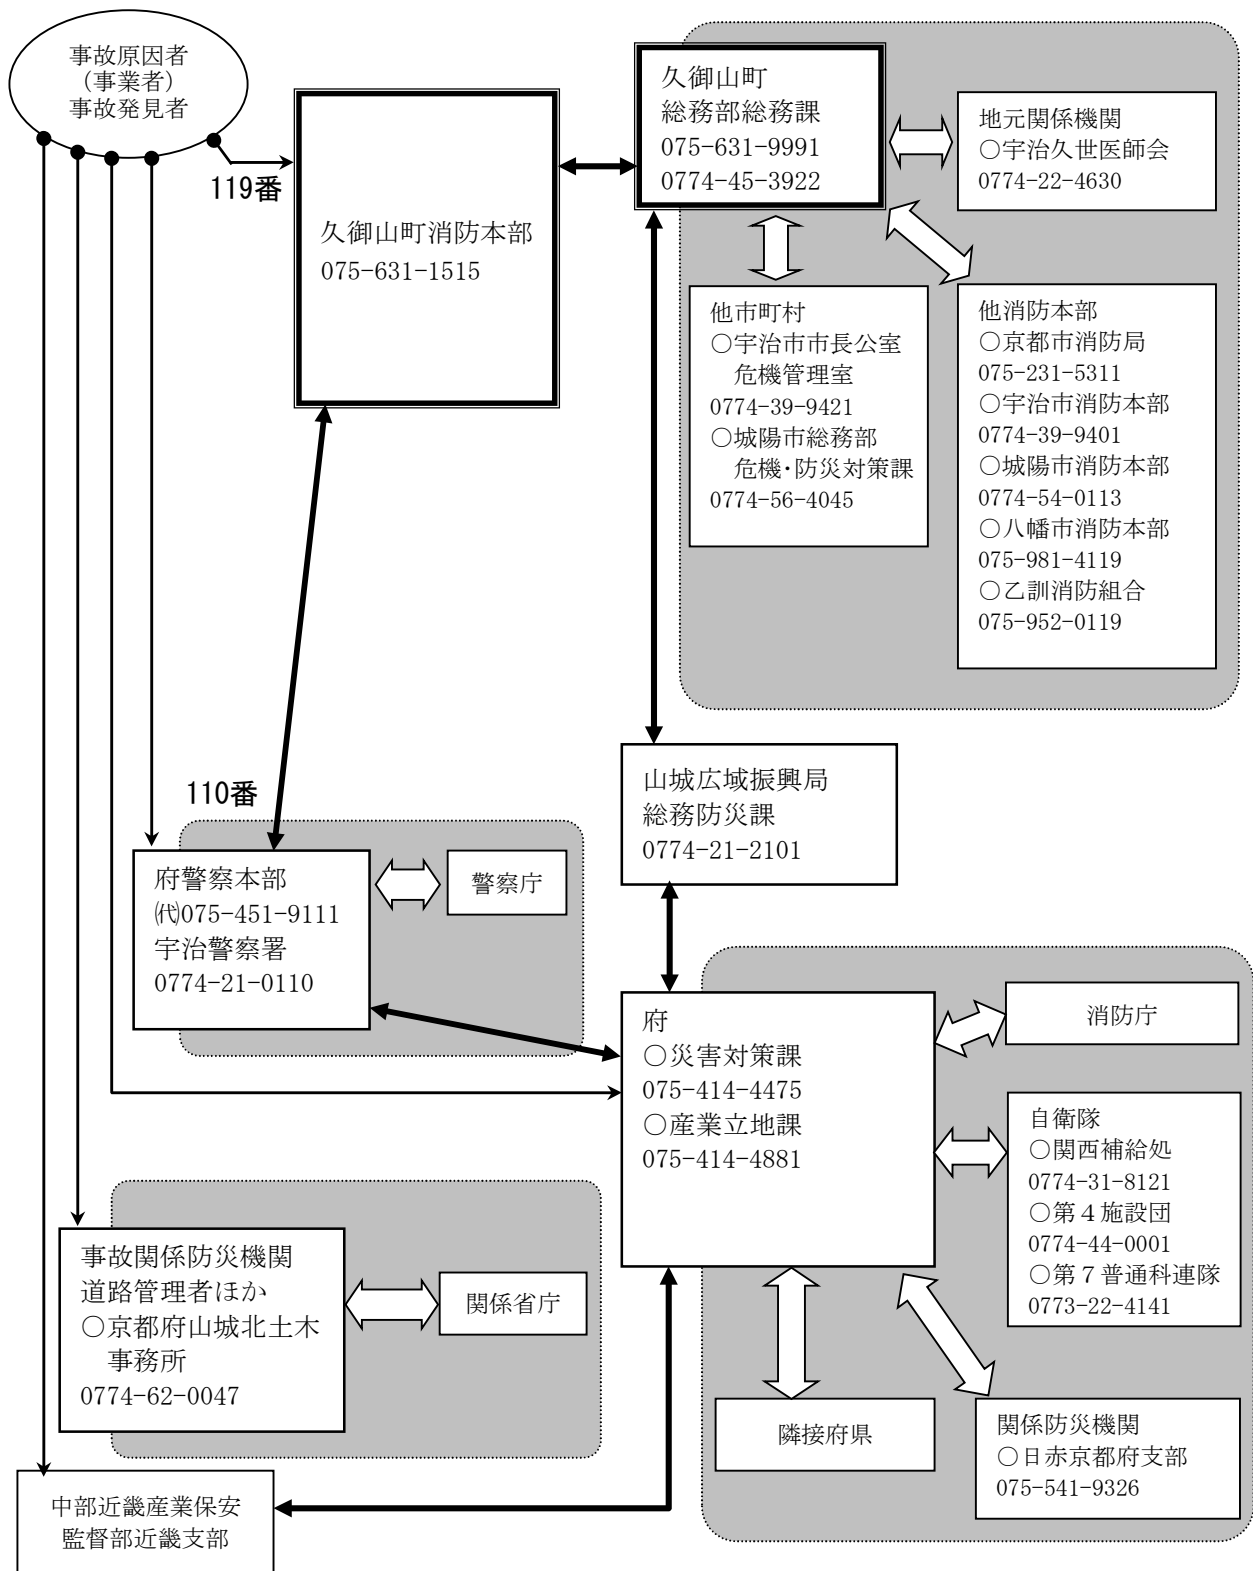 事故原因者
(事業者)
事故発見者
119番
久御山町消防本部
075-631-1515
久御山町
総務部総務課
075-631-9991
0774-45-3922
地元関係機関
○宇治久世医師会
0774-22-4630
他市町村
○宇治市市長公室
危機管理室
0774-39-9421
○城陽市総務部
危機・防災対策課
0774-56-4045
他消防本部
○京都市消防局
075-231-5311
○宇治市消防本部
0774-39-9401
○城陽市消防本部
0774-54-0113
○八幡市消防本部
075-981-4119
○乙訓消防組合
075-952-0119
山城広域振興局
総務防災課
0774-21-2101
110番
府警察本部
㈹075-451-9111
宇治警察署
0774-21-0110
警察庁
府
○災害対策課
075-414-4475
○産業立地課
075-414-4881
消防庁
自衛隊
○関西補給処
0774-31-8121
○第４施設団
0774-44-0001
○第７普通科連隊
0773-22-4141
事故関係防災機関
道路管理者ほか
○京都府山城北土木
事務所
0774-62-0047
関係省庁
隣接府県
関係防災機関
○日赤京都府支部
075-541-9326
中部近畿産業保安
監督部近畿支部